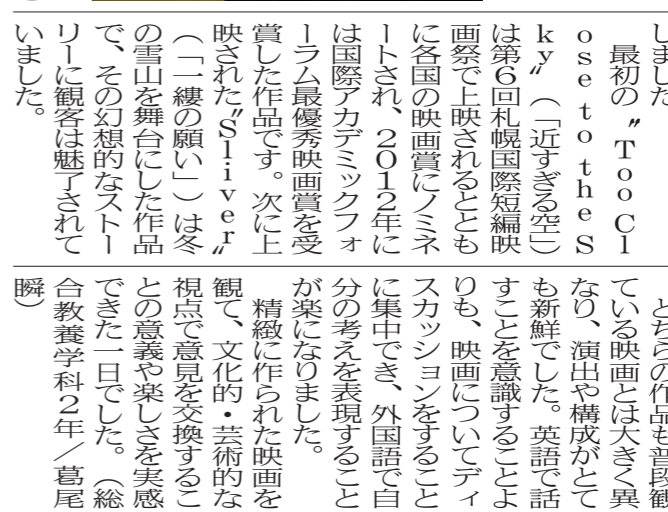 しました
最初の〝Too Cl
ose to the S
ky〟（「近すぎる空」）
は第６回札幌国際短編映
画祭で上映されるととも
に各国の映画賞にノミネ
ートされ、２０１２年に
は国際アカデミックフォ
ーラム最優秀映画賞を受
賞した作品です。次に上
映された〝Sliver〟
（「一縷の願い」）は冬
の雪山を舞台にした作品
で、その幻想的なストー
リーに観客は魅了されて
いました。
どちらの作品も普段観
ている映画とは大きく異
なり、演出や構成がとて
も新鮮でした。英語で話
すことを意識することよ
りも、映画についてディ
スカッションをすること
に集中でき、外国語で自
分の考えを表現すること
が楽になりました。
精緻に作られた映画を
観て、文化的・芸術的な
視点で意見を交換するこ
との意義や楽しさを実感
できた一日でした。（総
合教養学科２年／葛尾
瞬）